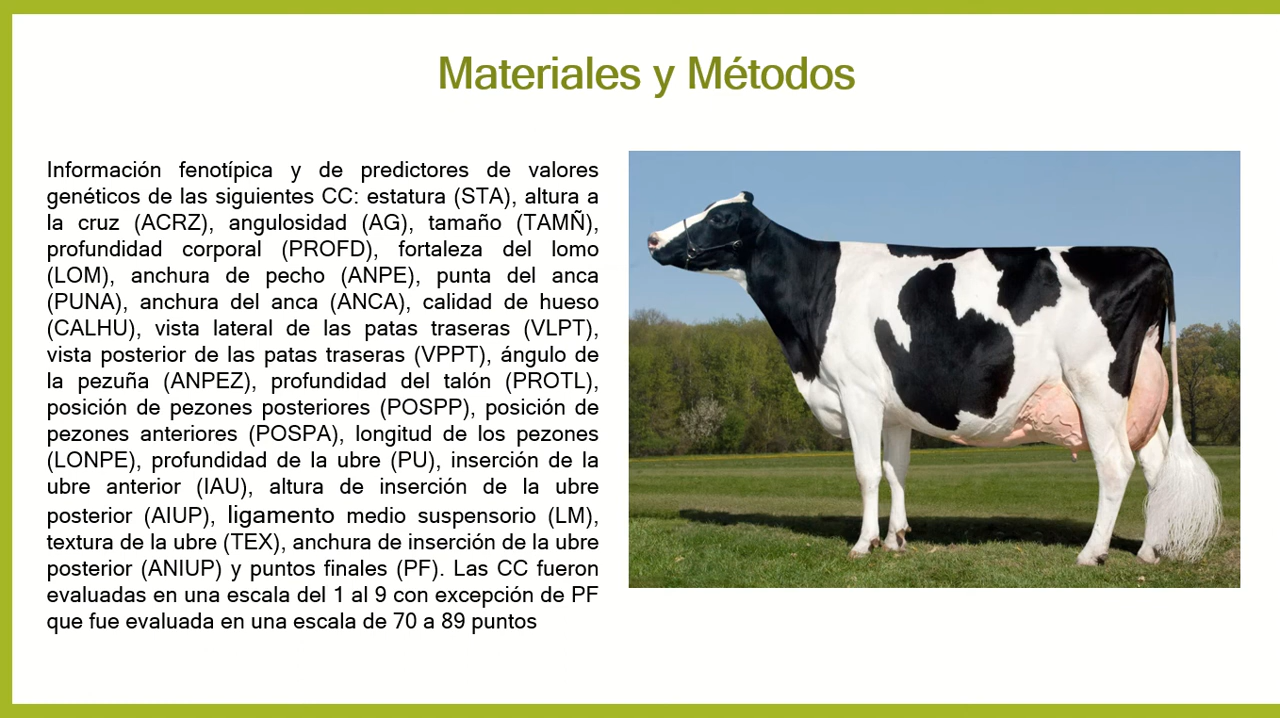 Materiales y Métodos
Información fenotípica y de predictores de valores
genéticos de las siguientes CC: estatura (STA), altura a
la cruz (ACRZ), angulosidad (AG), tamaño (TAMÑ),
profundidad corporal (PROFD), fortaleza del lomo
(LOM), anchura de pecho (ANPE), punta del anca
(PUNA), anchura del anca (ANCA), calidad de hueso
(CALHU), vista lateral de las patas traseras (VLPT),
vista posterior de las patas traseras (VPPT), ángulo de
la pezuña (ANPEZ), profundidad del talón (PROTL),
posición de pezones posteriores (POSPP), posición de
pezones anteriores (POSPA), longitud de los pezones
(LONPE), profundidad de la ubre (PU), inserción de la
ubre anterior (IAU), altura de inserción de la ubre
posterior (AIUP), ligamento medio suspensorio (LM),
textura de la ubre (TEX), anchura de inserción de la ubre
posterior (ANIUP) y puntos finales (PF). Las CC fueron
evaluadas en una escala del 1 al 9 con excepción de PF
que fue evaluada en una escala de 70 a 89 puntos